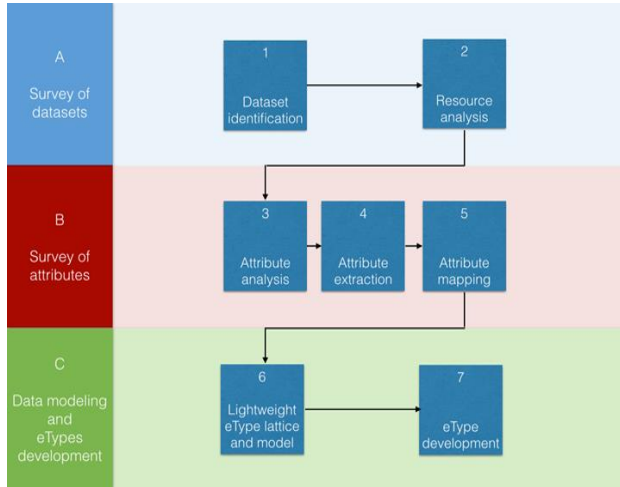 A
Survey of
datasets
1
Dataset
identification
2
Resource
analysis
B
Survey of
attributes
3
Attribute
analysis
4
Attribute
extraction
5
Attribute
mapping
C
Data modeling
and
eTypes
development
6
Lightweight
eType lattice
and model
7
eType
development